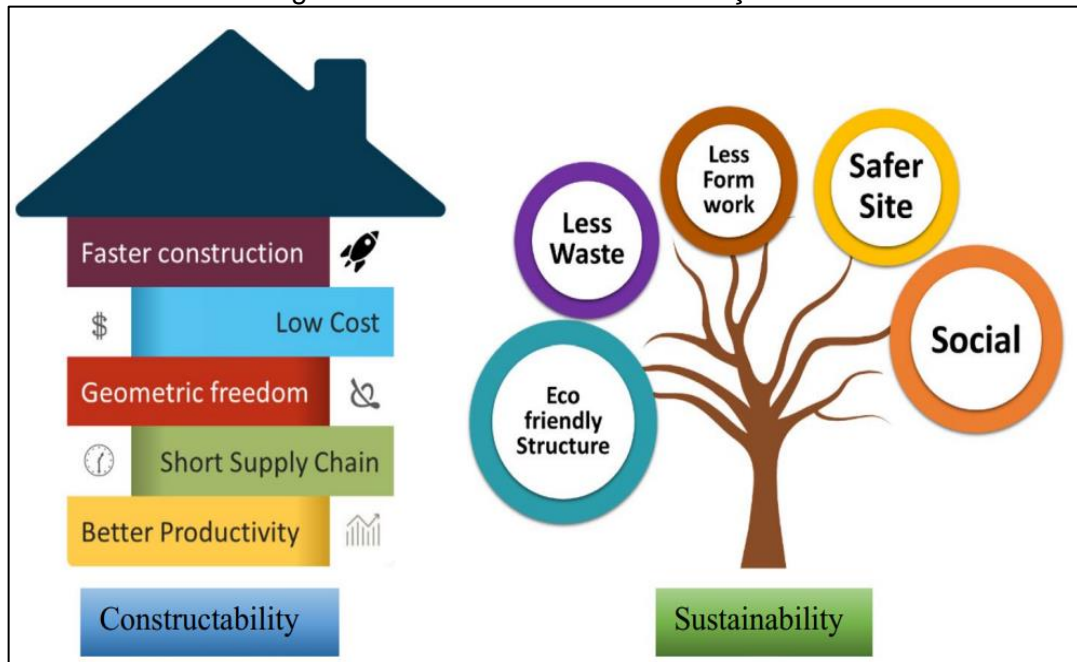 Faster construction
$
Low Cost
Geometric freedom
Short Supply Chain
Better Productivity
Constructability
Less
Waste
Less
Form
work
Safer
Site
Eco
friendly
Structure
Social
Sustainability